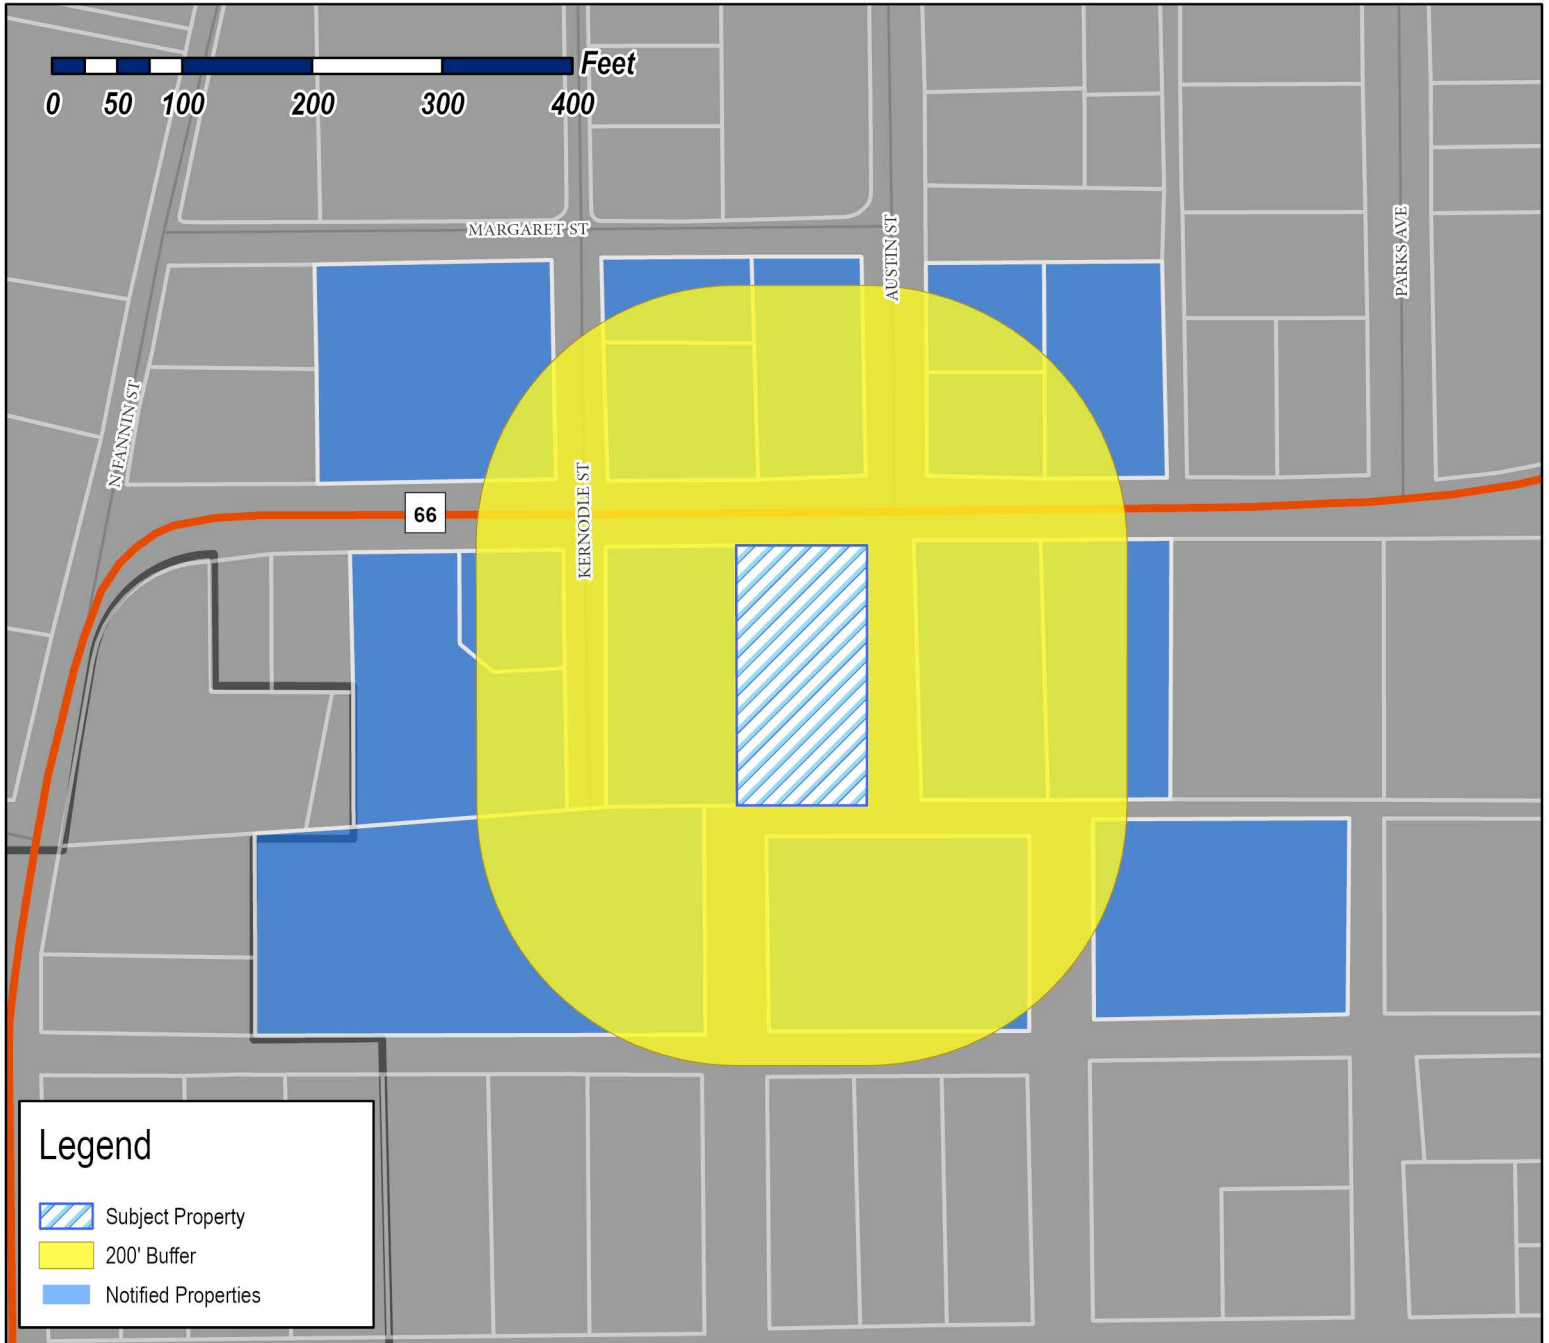 Feet
0 50 100 200 300 400
MARGARET ST
AUSTIN ST
PARKS AVE
N FANNIN ST
KERNODLE ST
66
Legend
Subject Property
200' Buffer
Notified Properties